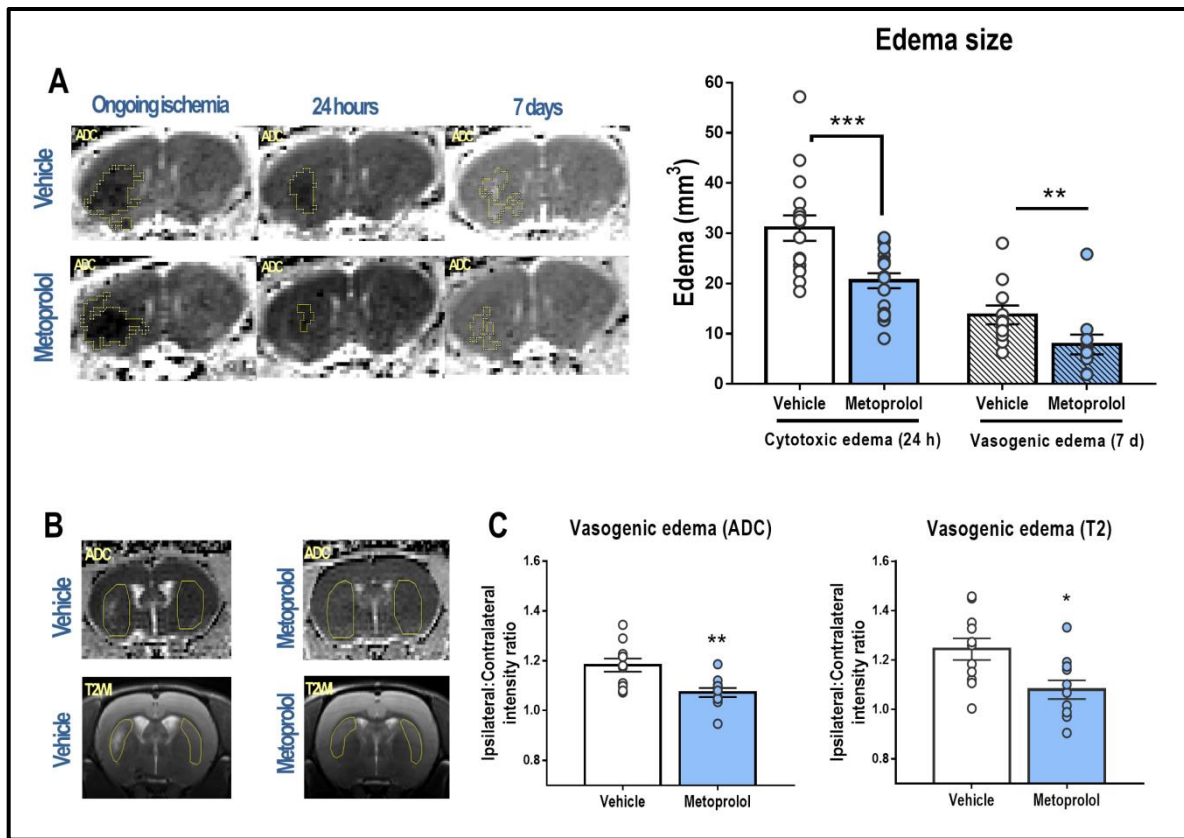 A
Ongoing ischemia
24 hours
7 days
Vehicle
ADC
ADC
ADC
Metoprolol
ADC
ADC
ADC
Edema size
Edema (mm³)
60
50
40
30
20
10
0
***
**
Vehicle
Metoprolol
Vehicle
Metoprolol
Cytotoxic edema (24 h)
Vasogenic edema (7 d)
B
Vehicle
ADC
Metoprolol
ADC
Vehicle
T2WI
Metoprolol
T2WI
C
Vasogenic edema (ADC)
Ipsilateral:Contralateral
intensity ratio
1.6
1.4
1.2
1.0
0.8
**
Vehicle
Metoprolol
Vasogenic edema (T2)
Ipsilateral:Contralateral
intensity ratio
1.6
1.4
1.2
1.0
0.8
*
Vehicle
Metoprolol